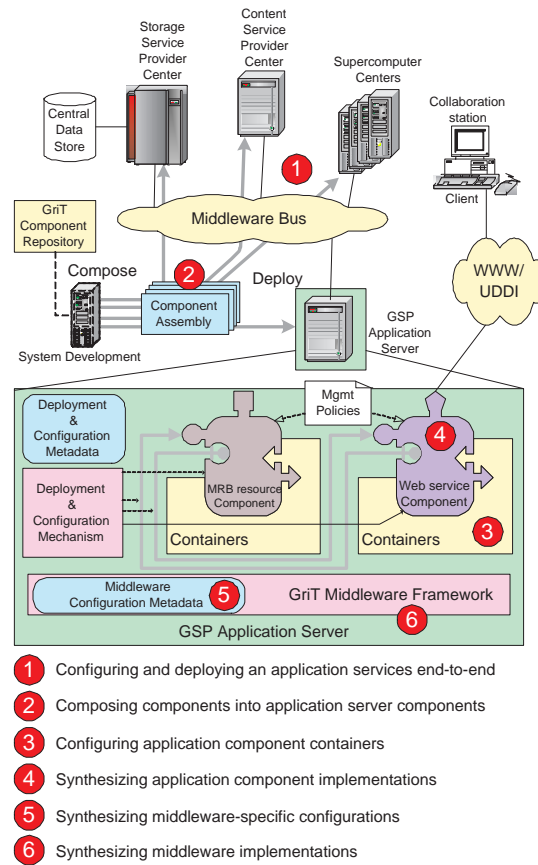 Storage
Service
Provider
Center
Content
Service
Provider
Center
Supercomputer
Centers
Collaboration
station
Central
Data
Store
Client
1
GriT
Component
Repository
Middleware Bus
Compose
2
Deploy
WWW/
UDDI
Component
Assembly
GSP
Application
Server
System Development
Deployment
&
Configuration
Metadata
Mgmt
Policies
4
Deployment
&
Configuration
Mechanism
MRB resource
Component
Web service
Component
Containers
Containers
3
Middleware
Configuration Metadata
5
GriT Middleware Framework
6
GSP Application Server
1 Configuring and deploying an application services end-to-end
2 Composing components into application server components
3 Configuring application component containers
4 Synthesizing application component implementations
5 Synthesizing middleware-specific configurations
6 Synthesizing middleware implementations